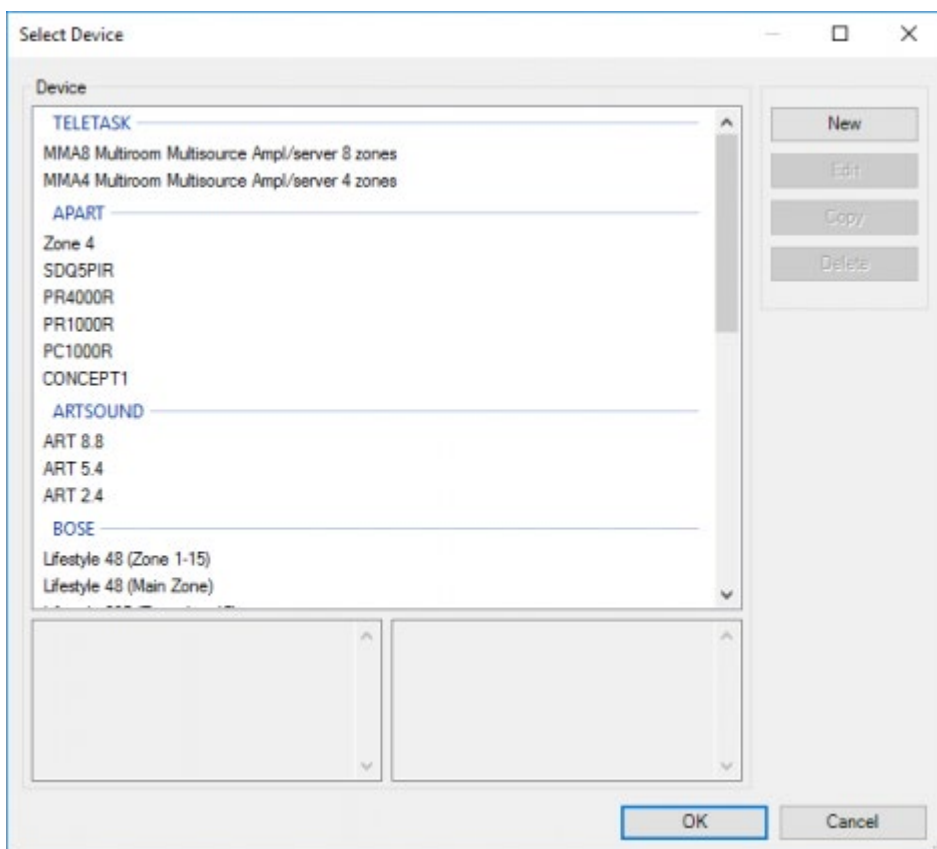 Select Device
Device
TELETASK
MMA8 Multiroom Multisource Ampl/server 8 zones
MMA4 Multiroom Multisource Ampl/server 4 zones
APART
Zone 4
SDQ5PIR
PR4000R
PR1000R
PC1000R
CONCEPT1
ARTSOUND
ART 8.8
ART 5.4
ART 2.4
BOSE
Lifestyle 48 (Zone 1-15)
Lifestyle 48 (Main Zone)
New
Edit
Copy
Delete
OK
Cancel